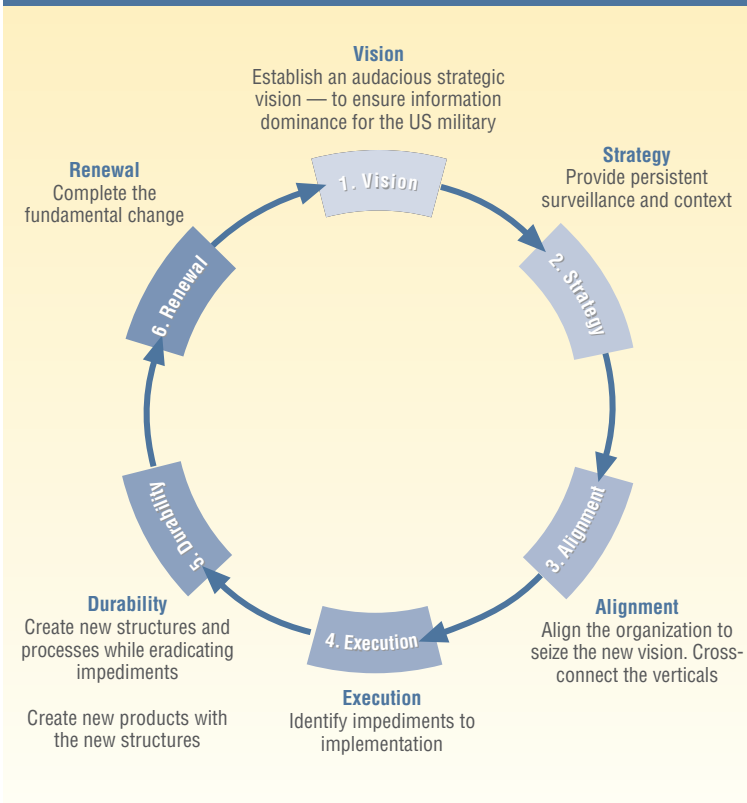 Vision
Establish an audacious strategic
vision — to ensure information
dominance for the US military
1. Vision
Strategy
Provide persistent
surveillance and context
2. Strategy
3. Alignment
Alignment
Align the organization to
seize the new vision. Cross-
connect the verticals
4. Execution
Execution
Identify impediments to
implementation
5. Durability
Durability
Create new structures and
processes while eradicating
impediments
Create new products with
the new structures
6. Renewal
Renewal
Complete the
fundamental change